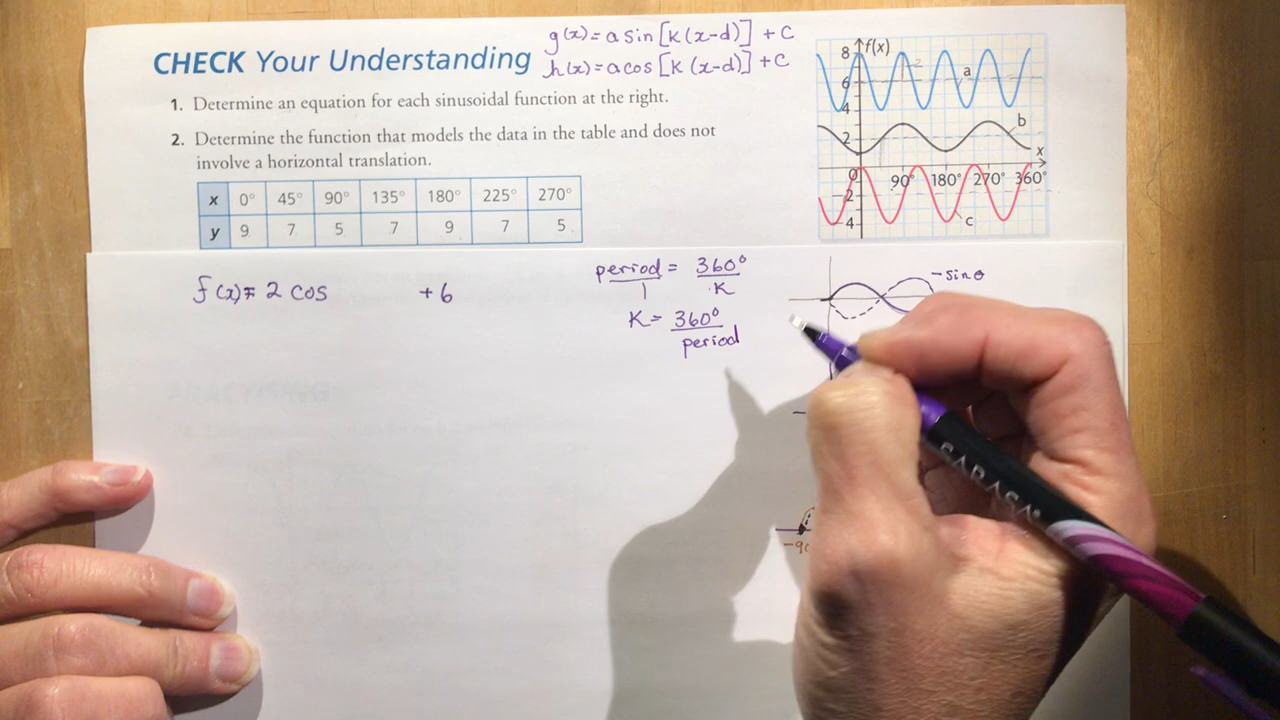 g(x) = a sin [k(x-d)] + c
CHECK Your Understanding
h(x) = a cos [k (x-d)] + c
1. Determine an equation for each sinusoidal function at the right.
2. Determine the function that models the data in the table and does not
involve a horizontal translation.
x 0° 45° 90° 135° 180° 225° 270°
y 9 7 5 7 9 7 5
8 f(x)
a
6
4
b
2
x
0 90° 180° 270° 360°
-2
-4 c
f(x) = 2 cos + 6
period = 360°
1 K
K = 360°
period
- sin θ
-90
SARASA